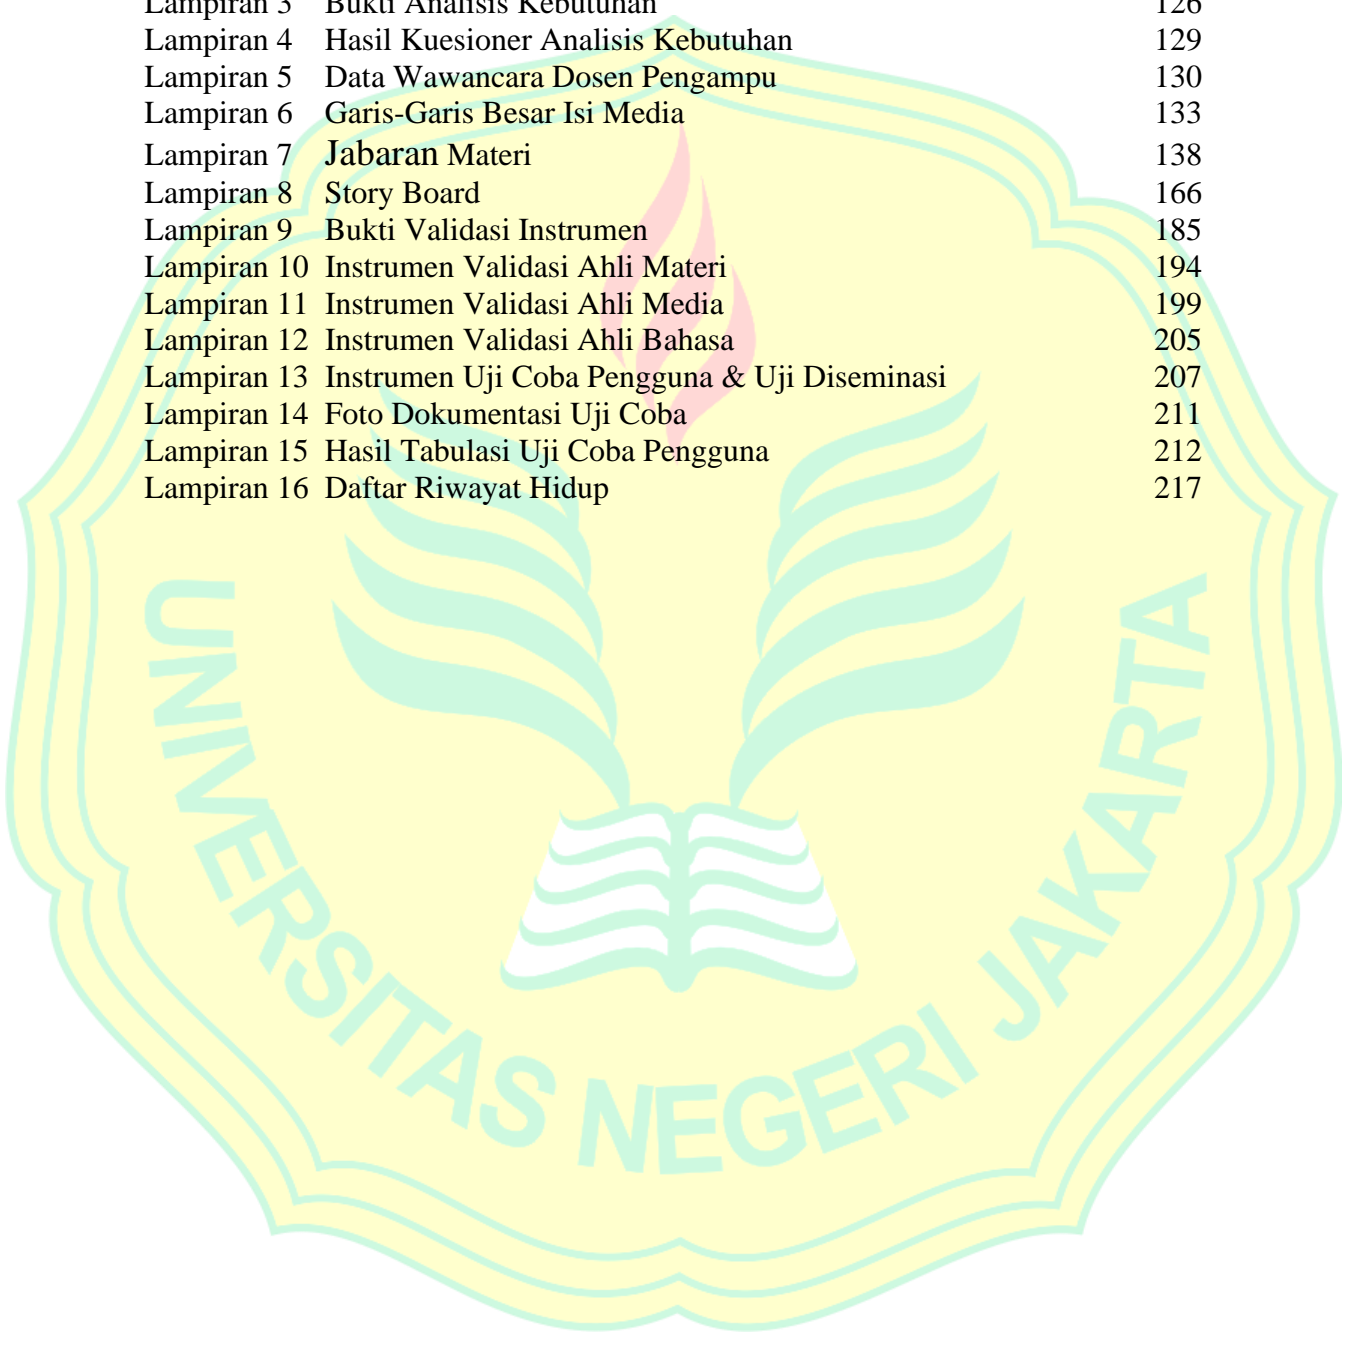 Lampiran 3 Bukti Analisis Kebutuhan 126
Lampiran 4 Hasil Kuesioner Analisis Kebutuhan 129
Lampiran 5 Data Wawancara Dosen Pengampu 130
Lampiran 6 Garis-Garis Besar Isi Media 133
Lampiran 7 Jabaran Materi 138
Lampiran 8 Story Board 166
Lampiran 9 Bukti Validasi Instrumen 185
Lampiran 10 Instrumen Validasi Ahli Materi 194
Lampiran 11 Instrumen Validasi Ahli Media 199
Lampiran 12 Instrumen Validasi Ahli Bahasa 205
Lampiran 13 Instrumen Uji Coba Pengguna & Uji Diseminasi 207
Lampiran 14 Foto Dokumentasi Uji Coba 211
Lampiran 15 Hasil Tabulasi Uji Coba Pengguna 212
Lampiran 16 Daftar Riwayat Hidup 217
UNIVERSITAS NEGERI JAKARTA